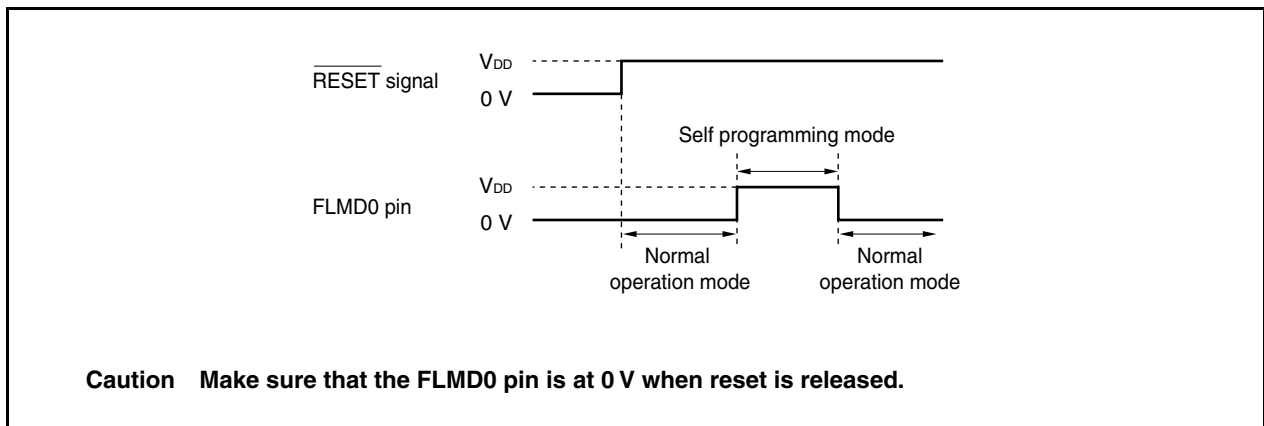 VDD
RESET signal
0 V
Self programming mode
VDD
FLMD0 pin
0 V
Normal operation mode
Normal operation mode
Caution Make sure that the FLMD0 pin is at 0 V when reset is released.